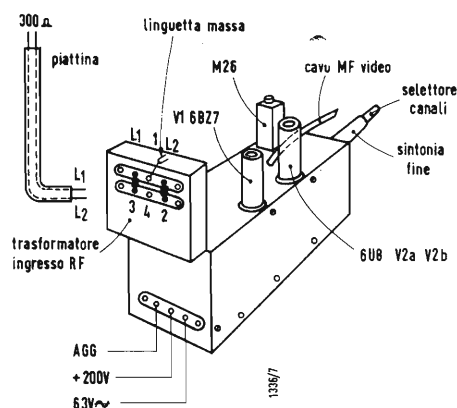 300 Ω
piattina
L1
L2
linguetta massa
L1 1 L2
3 4 2
trasformatore
ingresso RF
V1 6BZ7
M26
cavo MF video
selettore
canali
sintonia
fine
6U8 V2a V2b
AGG
+200V
6.3V~
1336/7